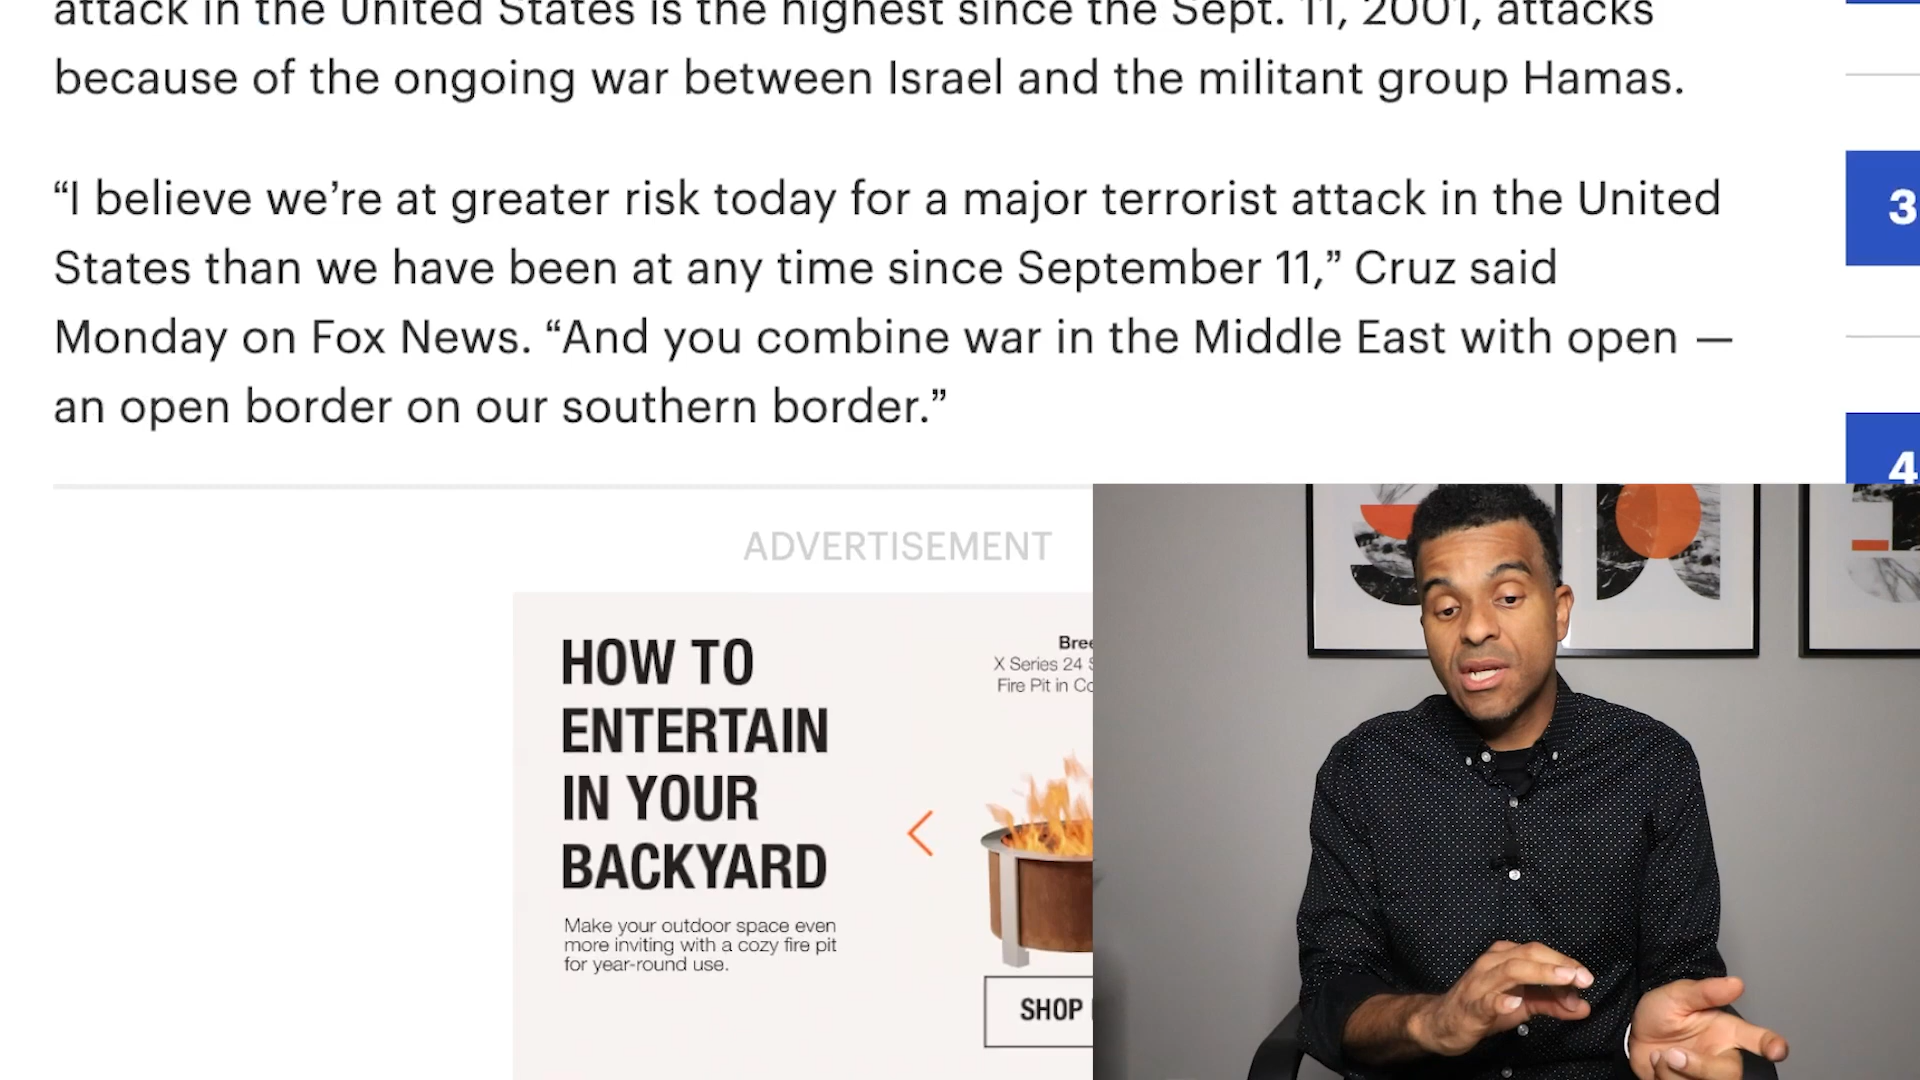 attack in the United States is the highest since the Sept. 11, 2001, attacks
because of the ongoing war between Israel and the militant group Hamas.
“I believe we’re at greater risk today for a major terrorist attack in the United
States than we have been at any time since September 11,” Cruz said
Monday on Fox News. “And you combine war in the Middle East with open —
an open border on our southern border.”
3
4
ADVERTISEMENT
HOW TO
ENTERTAIN
IN YOUR
BACKYARD
Make your outdoor space even
more inviting with a cozy fire pit
for year-round use.
X Series 24
Fire Pit in
SHOP